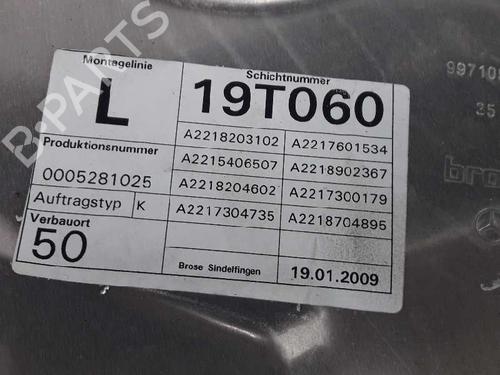 Montagelinie
L
Schichtnummer
19T060
Produktionsnummer
0005281025
Auftragstyp K
Verbauort
50
A2218203102 A2217601534
A2215406507 A2218902367
A2218204602 A2217300179
A2217304735 A2218704895
Brose Sindelfingen
19.01.2009
35
B-PARTS